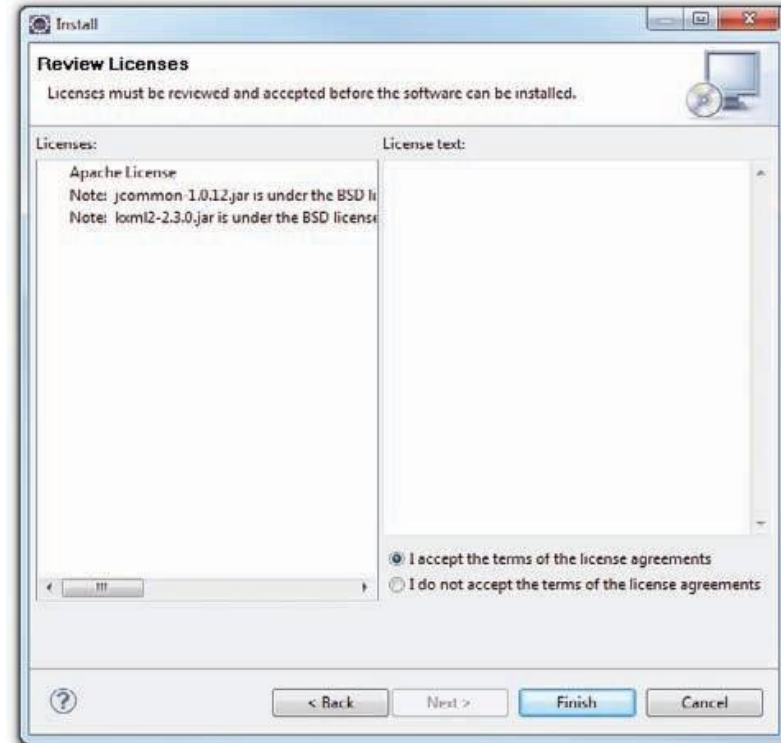 Install
Review Licenses
Licenses must be reviewed and accepted before the software can be installed.
Licenses:
License text:
Apache License
Note: jcommon-1.0.12.jar is under the BSD li
Note: kxml2-2.3.0.jar is under the BSD license
I accept the terms of the license agreements
I do not accept the terms of the license agreements
?
< Back
Next >
Finish
Cancel